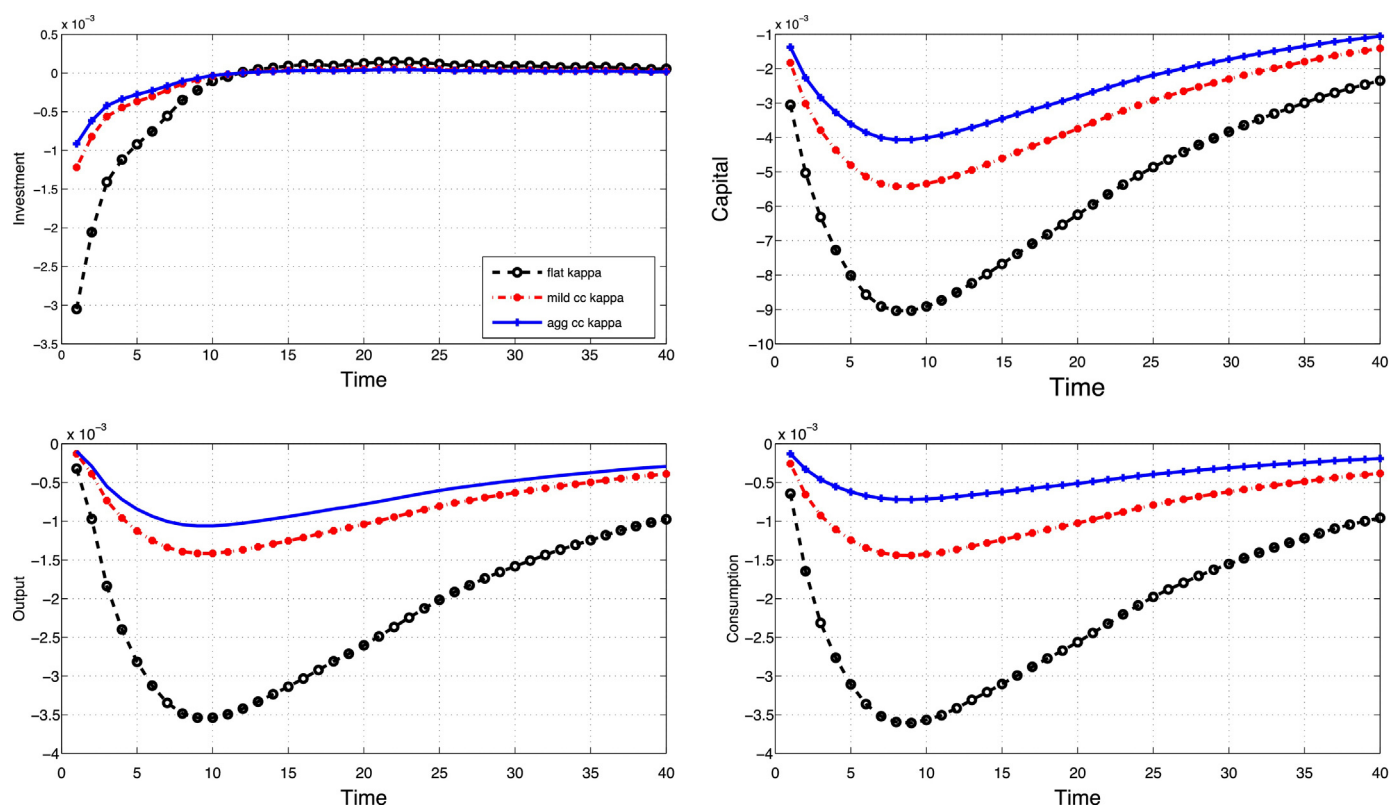 x 10⁻³
0.5
0
−0.5
−1
−1.5
−2
−2.5
−3
−3.5
Investment
0 5 10 15 20 25 30 35 40
Time
flat kappa
mild cc kappa
agg cc kappa
x 10⁻³
−1
−2
−3
−4
−5
−6
−7
−8
−9
−10
Capital
0 5 10 15 20 25 30 35 40
Time
x 10⁻³
0
−0.5
−1
−1.5
−2
−2.5
−3
−3.5
−4
Output
0 5 10 15 20 25 30 35 40
Time
x 10⁻³
0
−0.5
−1
−1.5
−2
−2.5
−3
−3.5
−4
Consumption
0 5 10 15 20 25 30 35 40
Time